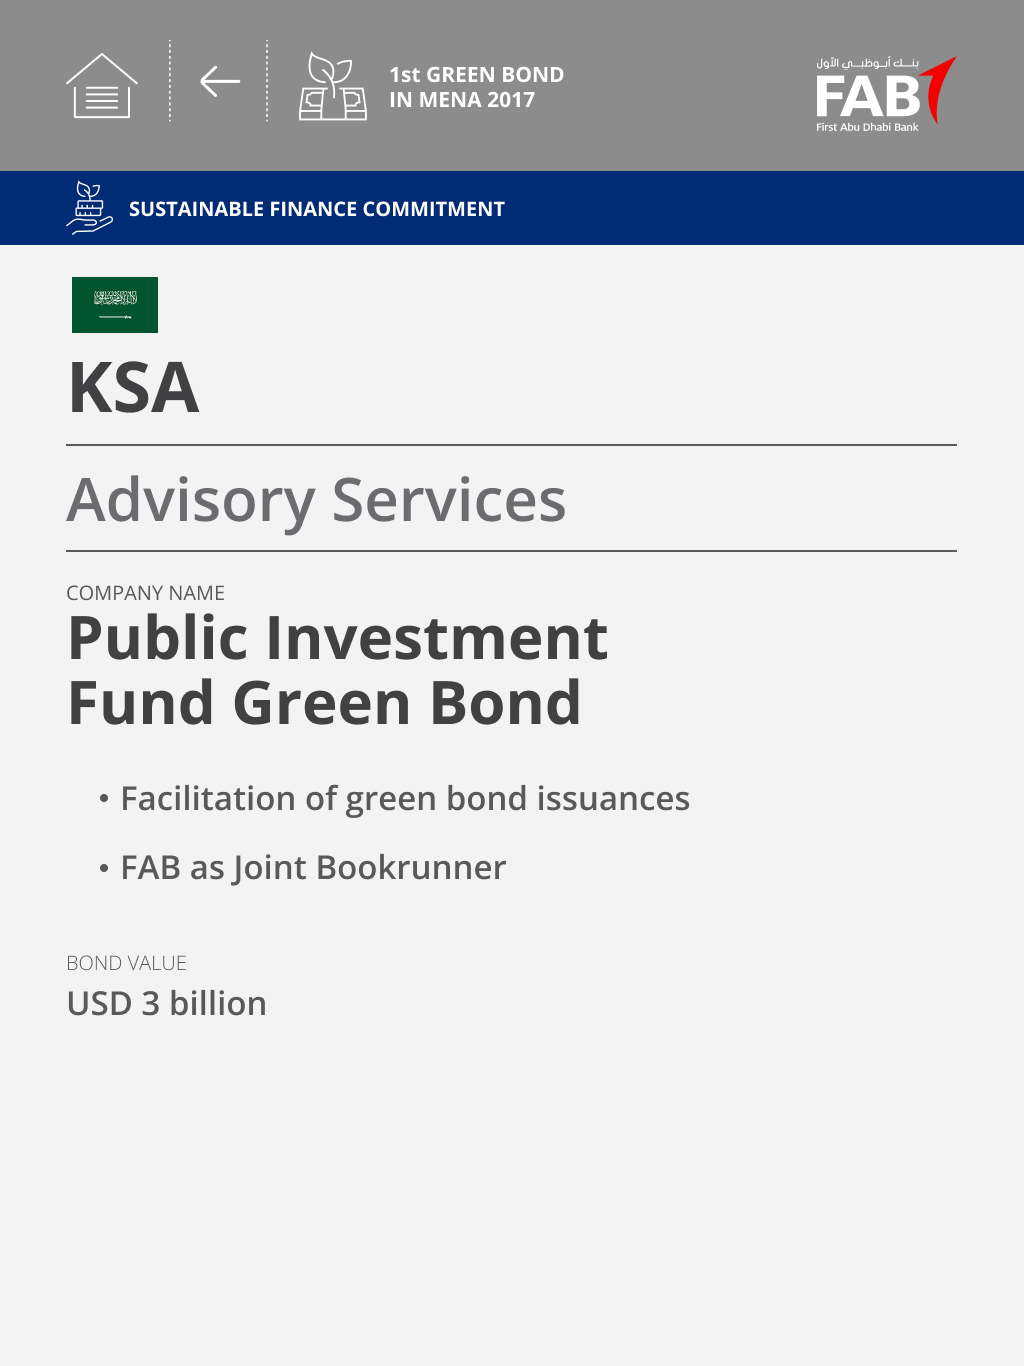 1st GREEN BOND
IN MENA 2017
بنـــك أبـوظبـــي الأول
FAB
First Abu Dhabi Bank
SUSTAINABLE FINANCE COMMITMENT
KSA
Advisory Services
COMPANY NAME
Public Investment
Fund Green Bond
• Facilitation of green bond issuances
• FAB as Joint Bookrunner
BOND VALUE
USD 3 billion